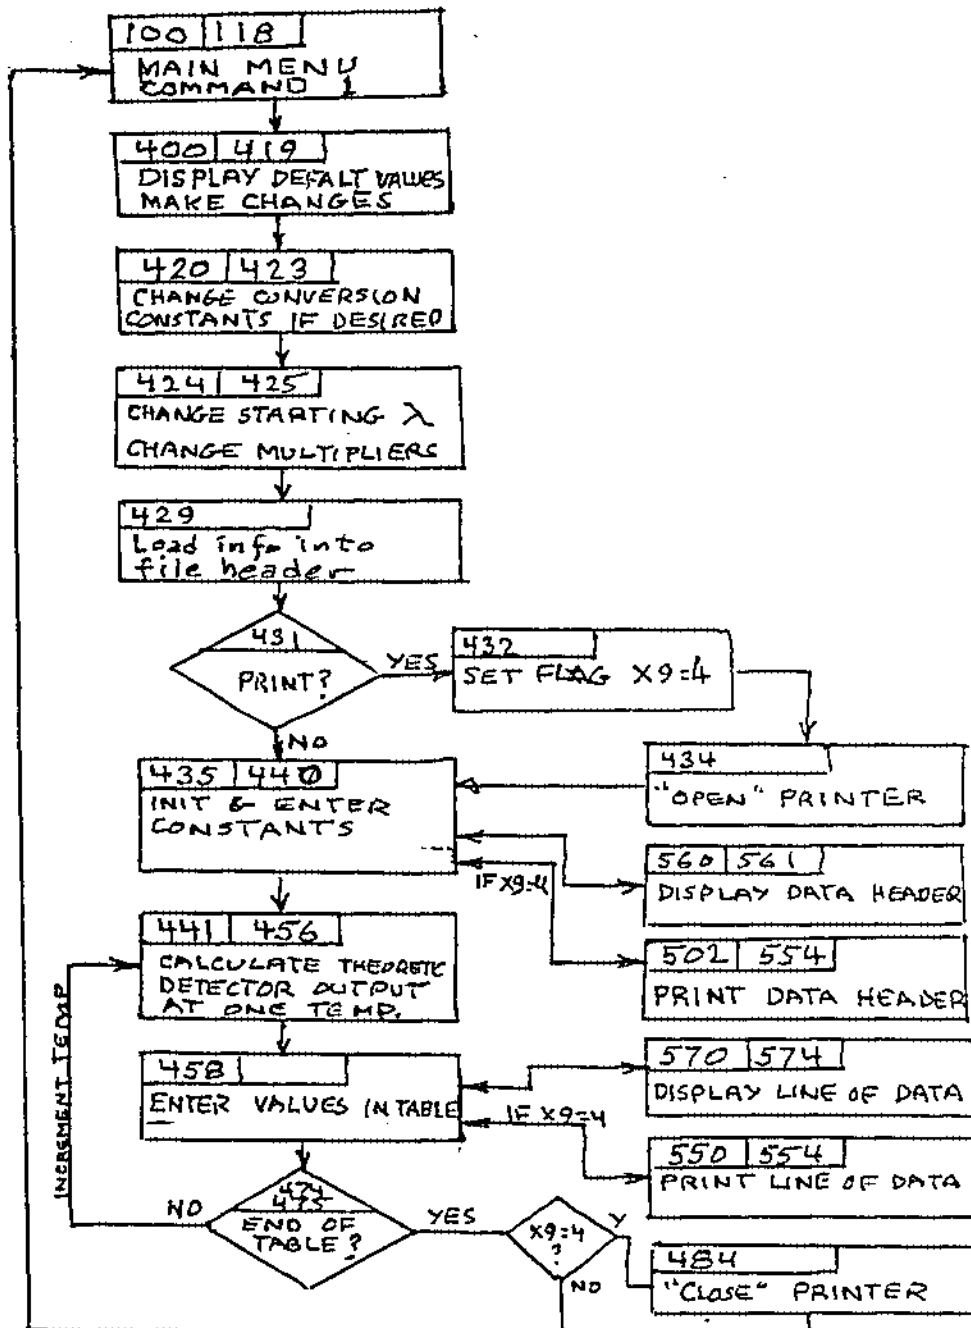 100 118
MAIN MENU
COMMAND 1
400 419
DISPLAY DEFALT VALUES
MAKE CHANGES
420 423
CHANGE CONVERSION
CONSTANTS IF DESIRED
424 425
CHANGE STARTING λ
CHANGE MULTIPLIERS
429
Load info into
file header
431
PRINT?
YES
432
SET FLAG X9=4
NO
434
"OPEN" PRINTER
435 440
INIT & ENTER
CONSTANTS
IF X9=4
560 561
DISPLAY DATA HEADER
502 554
PRINT DATA HEADER
441 456
CALCULATE THEORETC
DETECTOR OUTPUT
AT ONE TEMP.
INCREMENT TEMP
458
ENTER VALUES IN TABLE
570 574
DISPLAY LINE OF DATA
IF X9=4
550 554
PRINT LINE OF DATA
474
475
END OF
TABLE?
NO
YES
X9=4
?
Y
NO
484
"Close" PRINTER